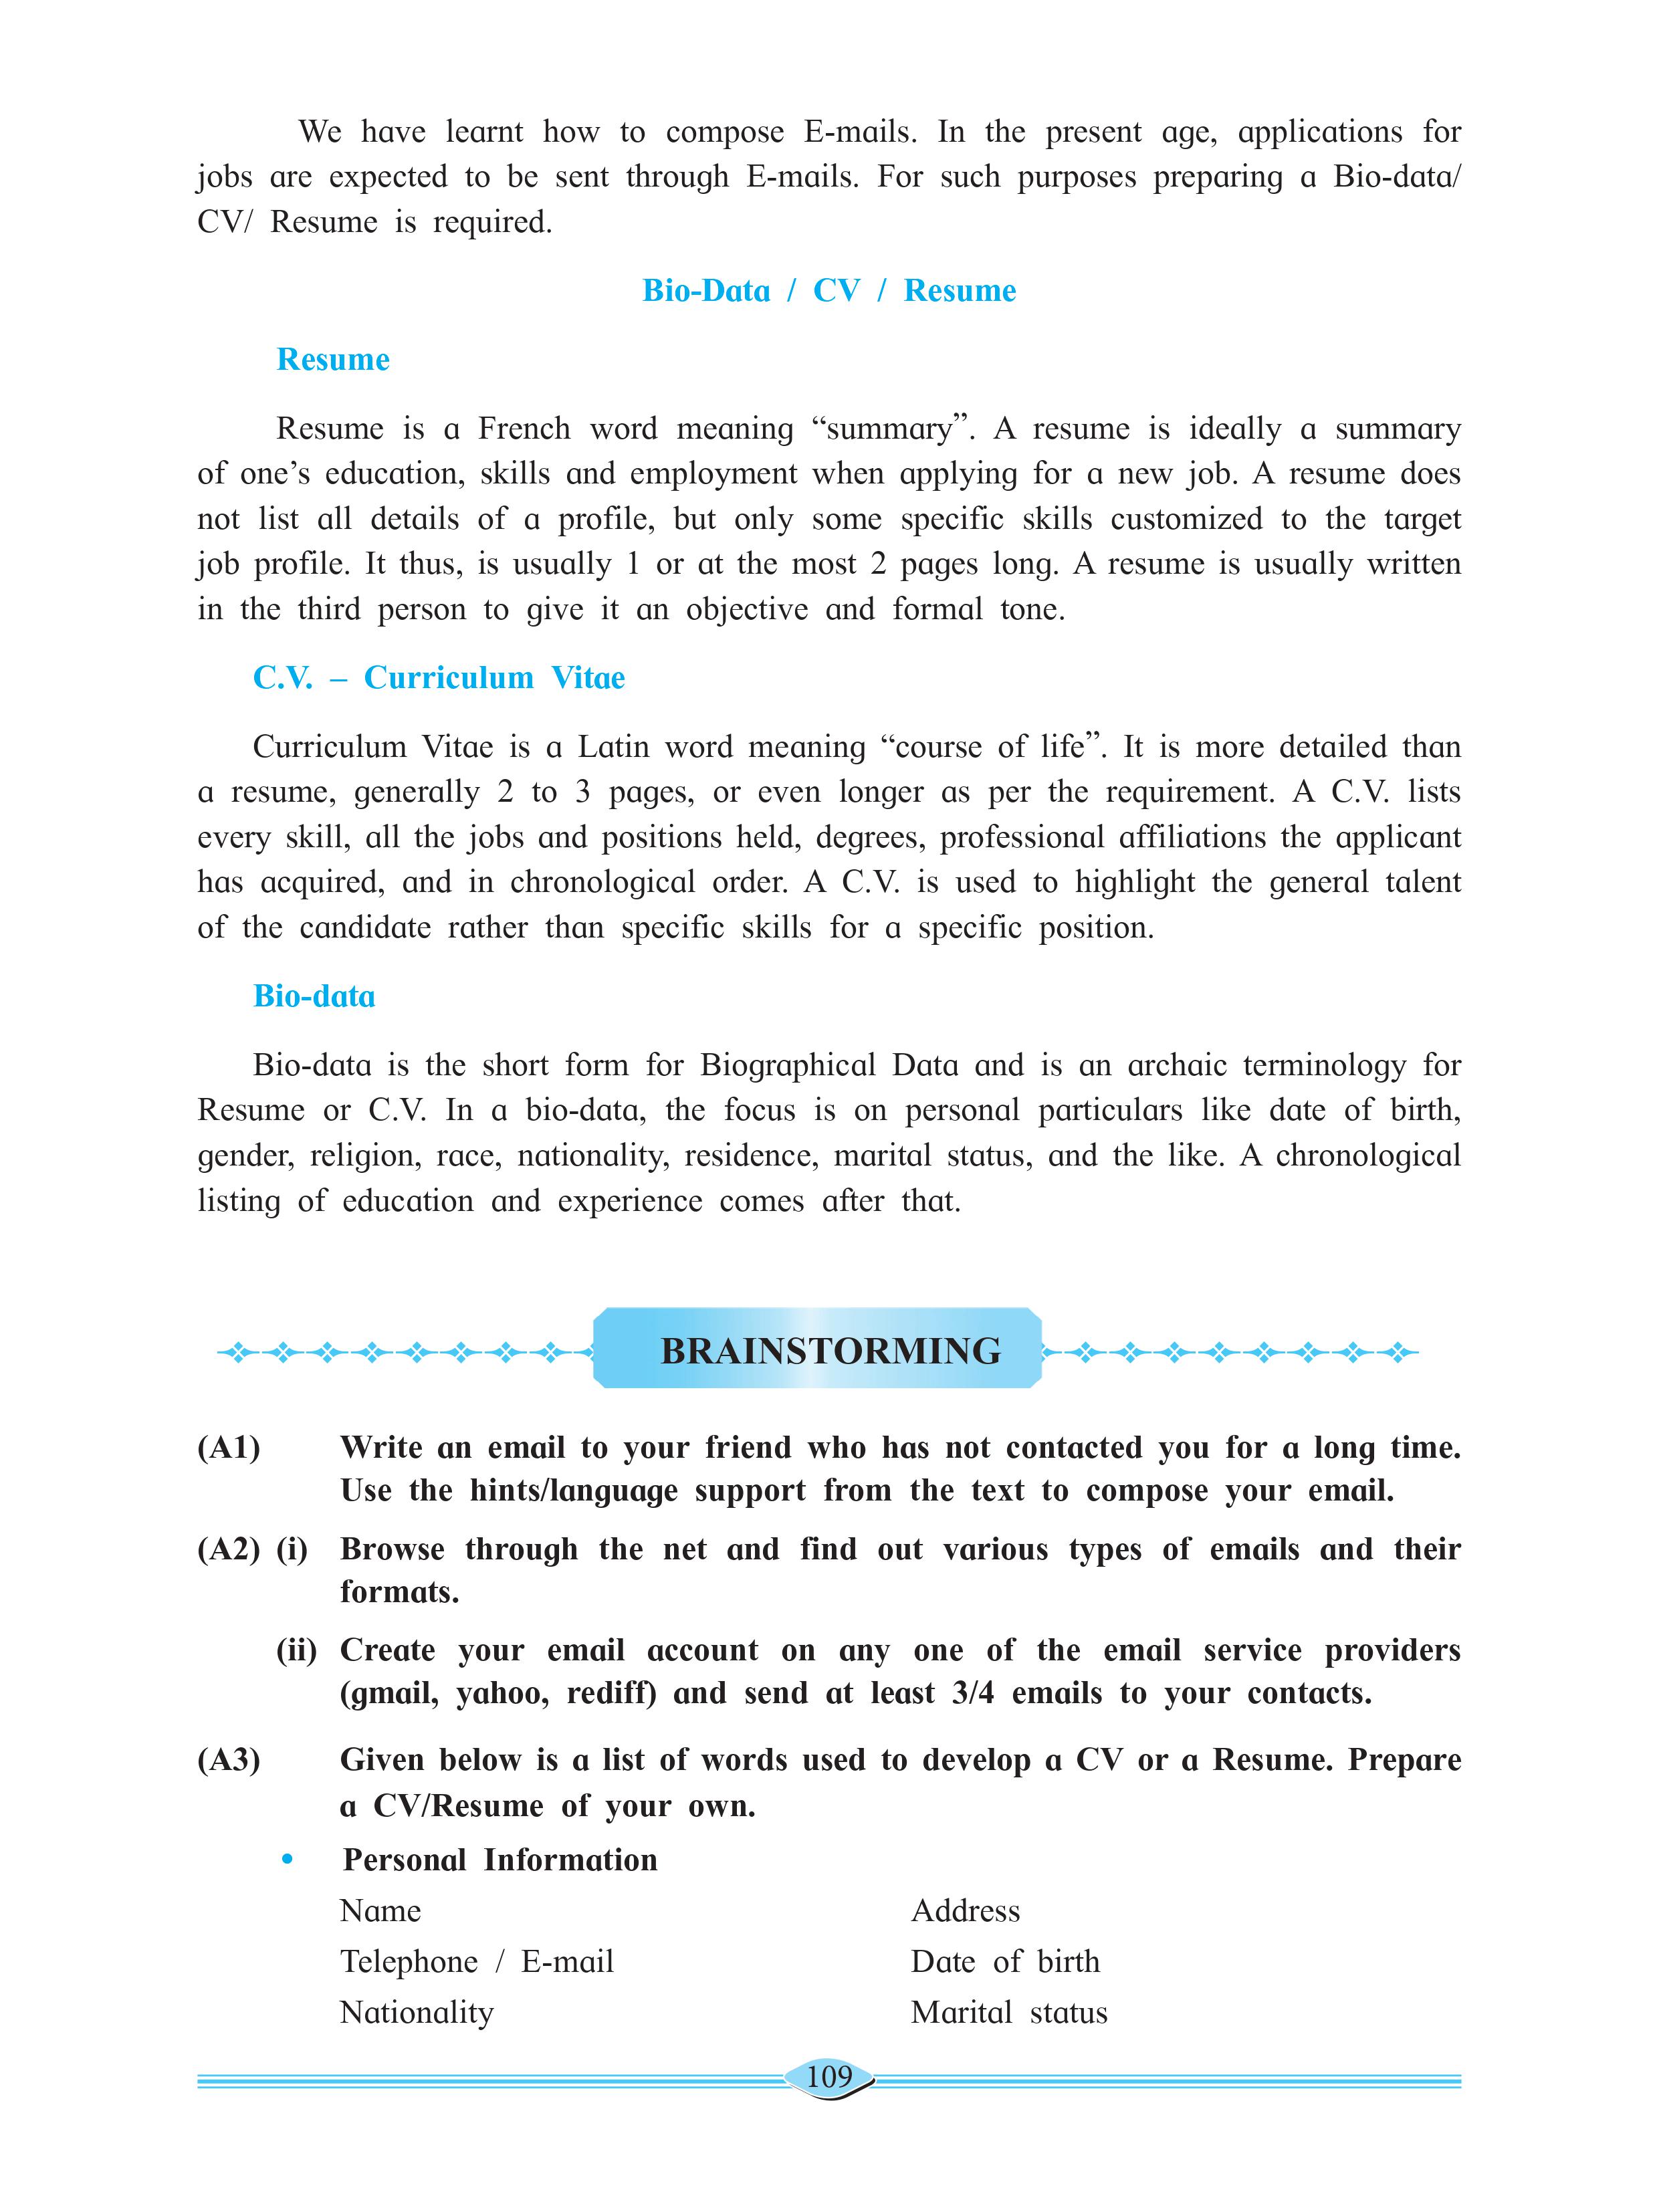 We have learnt how to compose E-mails. In the present age, applications for
jobs are expected to be sent through E-mails. For such purposes preparing a Bio-data/
CV/ Resume is required.
Bio-Data / CV / Resume
Resume
Resume is a French word meaning “summary”. A resume is ideally a summary
of one’s education, skills and employment when applying for a new job. A resume does
not list all details of a profile, but only some specific skills customized to the target
job profile. It thus, is usually 1 or at the most 2 pages long. A resume is usually written
in the third person to give it an objective and formal tone.
C.V. – Curriculum Vitae
Curriculum Vitae is a Latin word meaning “course of life”. It is more detailed than
a resume, generally 2 to 3 pages, or even longer as per the requirement. A C.V. lists
every skill, all the jobs and positions held, degrees, professional affiliations the applicant
has acquired, and in chronological order. A C.V. is used to highlight the general talent
of the candidate rather than specific skills for a specific position.
Bio-data
Bio-data is the short form for Biographical Data and is an archaic terminology for
Resume or C.V. In a bio-data, the focus is on personal particulars like date of birth,
gender, religion, race, nationality, residence, marital status, and the like. A chronological
listing of education and experience comes after that.
BRAINSTORMING
(A1) Write an email to your friend who has not contacted you for a long time.
Use the hints/language support from the text to compose your email.
(A2) (i) Browse through the net and find out various types of emails and their
formats.
(ii) Create your email account on any one of the email service providers
(gmail, yahoo, rediff) and send at least 3/4 emails to your contacts.
(A3) Given below is a list of words used to develop a CV or a Resume. Prepare
a CV/Resume of your own.
• Personal Information
Name Address
Telephone / E-mail Date of birth
Nationality Marital status
109